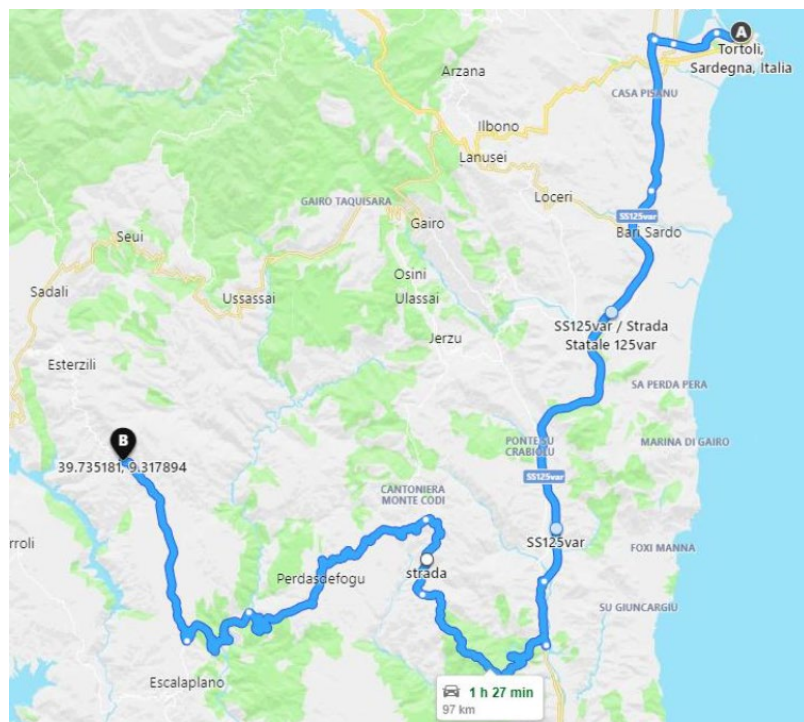 A
Tortolì,
Sardegna, Italia
Arzana
CASA PISANU
Ilbono
Lanusei
GAIRO TAQUISARA
Loceri
SS125var
Gairo
Bari Sardo
Seui
Osini
Sadali
Ussassai
Ulassai
SS125var / Strada
Statale 125var
Jerzu
Esterzili
SA PERDA PERA
B
PONTE SU
CRABIOLU
MARINA DI GAIRO
39.735181, 9.317894
SS125var
CANTONIERA
MONTE CODI
SS125var
rroli
FOXI MANNA
strada
Perdasdefogu
SU GIUNCARGIU
Escalaplano
1 h 27 min
97 km